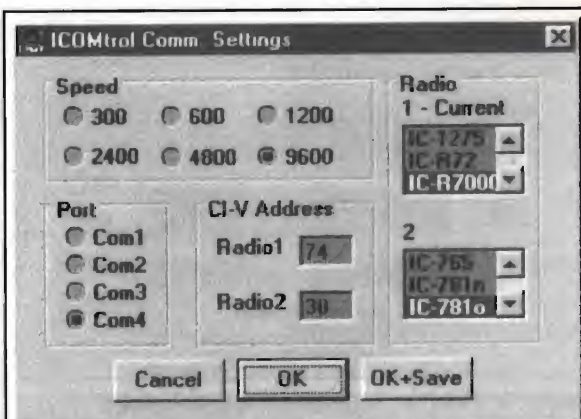 ICOMtrol Comm. Settings
Speed
300 600 1200
2400 4800 9600
Port
Com1
Com2
Com3
Com4
CI-V Address
Radio1 74
Radio2 30
Radio
1 - Current
IC-1275
IC-R72
IC-R7000
2
IC-765
IC-781n
IC-781o
Cancel OK OK+Save